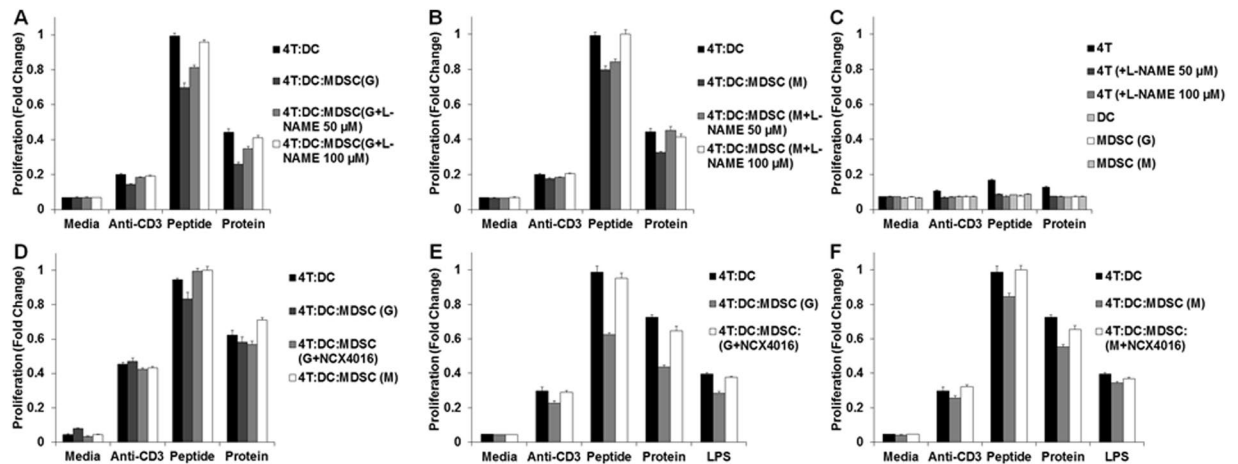 A
Proliferation (Fold Change)
1
0.8
0.6
0.4
0.2
0
Media Anti-CD3 Peptide Protein
4T:DC
4T:DC:MDSC(G)
4T:DC:MDSC(G+L-
NAME 50 µM)
4T:DC:MDSC(G+L-
NAME 100 µM)
B
Proliferation (Fold Change)
1
0.8
0.6
0.4
0.2
0
Media Anti-CD3 Peptide Protein
4T:DC
4T:DC:MDSC (M)
4T:DC:MDSC (M+L-
NAME 50 µM)
4T:DC:MDSC (M+L-
NAME 100 µM)
C
Proliferation (Fold Change)
1
0.8
0.6
0.4
0.2
0
Media Anti-CD3 Peptide Protein
4T
4T (+L-NAME 50 µM)
4T (+L-NAME 100 µM)
DC
MDSC (G)
MDSC (M)
D
Proliferation (Fold Change)
1
0.8
0.6
0.4
0.2
0
Media Anti-CD3 Peptide Protein
4T:DC
4T:DC:MDSC (G)
4T:DC:MDSC
(G+NCX4016)
4T:DC:MDSC (M)
E
Proliferation (Fold Change)
1
0.8
0.6
0.4
0.2
0
Media Anti-CD3 Peptide Protein LPS
4T:DC
4T:DC:MDSC (G)
4T:DC:MDSC:
(G+NCX4016)
F
Proliferation (Fold Change)
1
0.8
0.6
0.4
0.2
0
Media Anti-CD3 Peptide Protein LPS
4T:DC
4T:DC:MDSC (M)
4T:DC:MDSC:
(M+NCX4016)